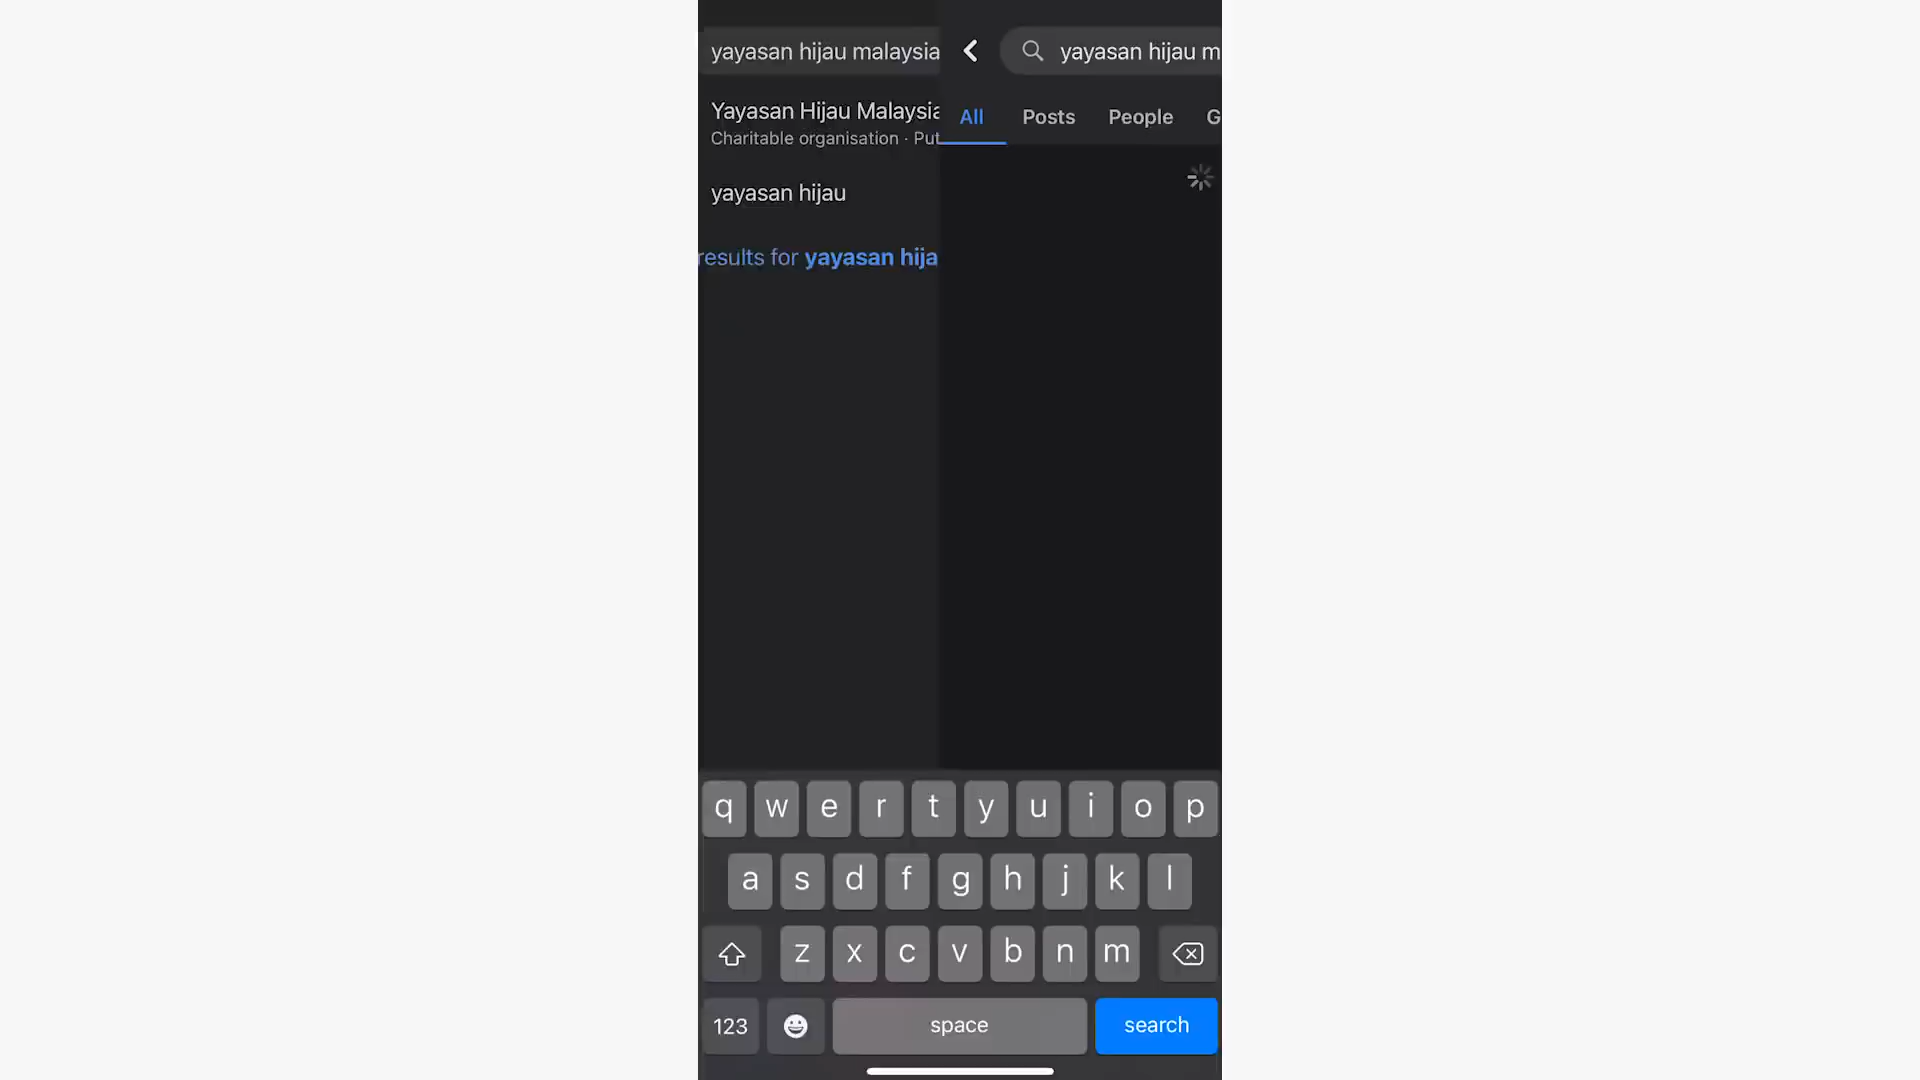 yayasan hijau malaysia
Yayasan Hijau Malaysia
Charitable organisation · Put
yayasan hijau
results for yayasan hija
yayasan hijau m
All Posts People G
q w e r t y u i o p
a s d f g h j k l
z x c v b n m
123 space search